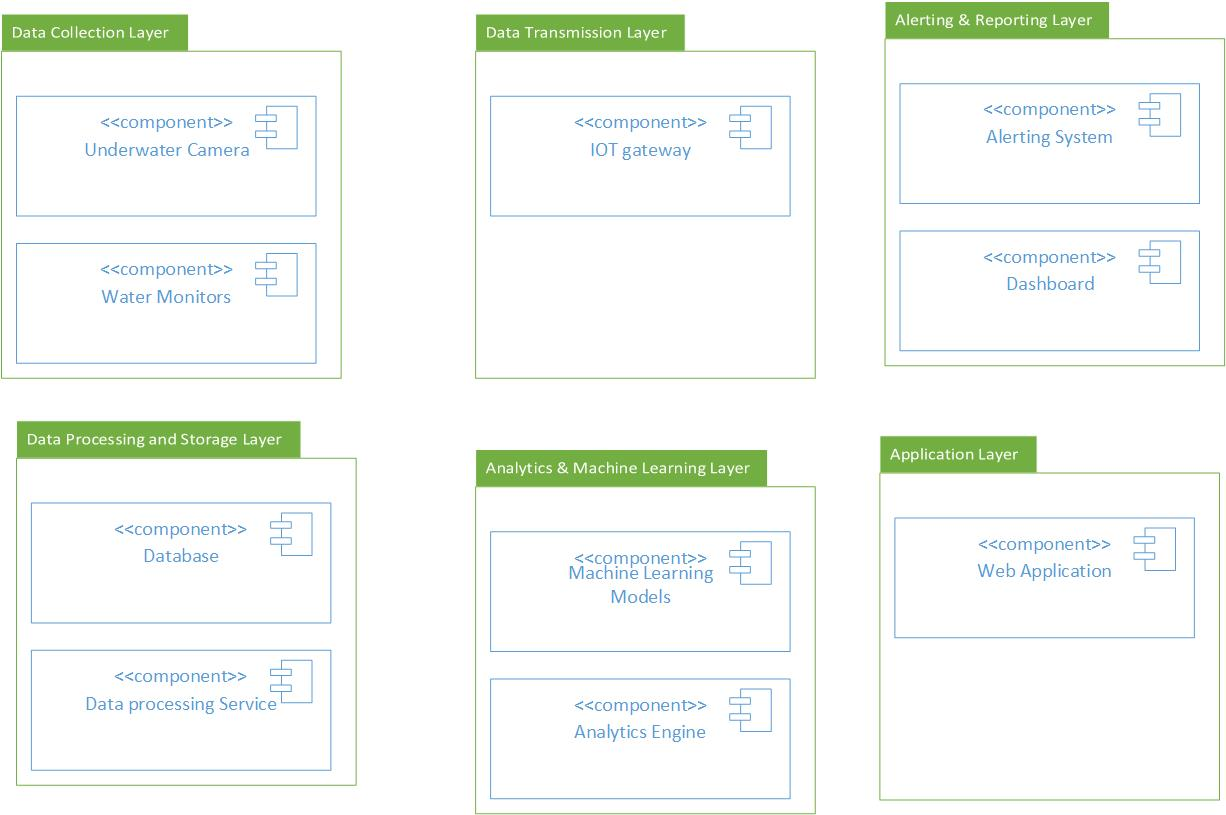 Data Collection Layer
<<component>>
Underwater Camera
<<component>>
Water Monitors
Data Transmission Layer
<<component>>
IOT gateway
Alerting & Reporting Layer
<<component>>
Alerting System
<<component>>
Dashboard
Data Processing and Storage Layer
<<component>>
Database
<<component>>
Data processing Service
Analytics & Machine Learning Layer
<<component>>
Machine Learning
Models
<<component>>
Analytics Engine
Application Layer
<<component>>
Web Application